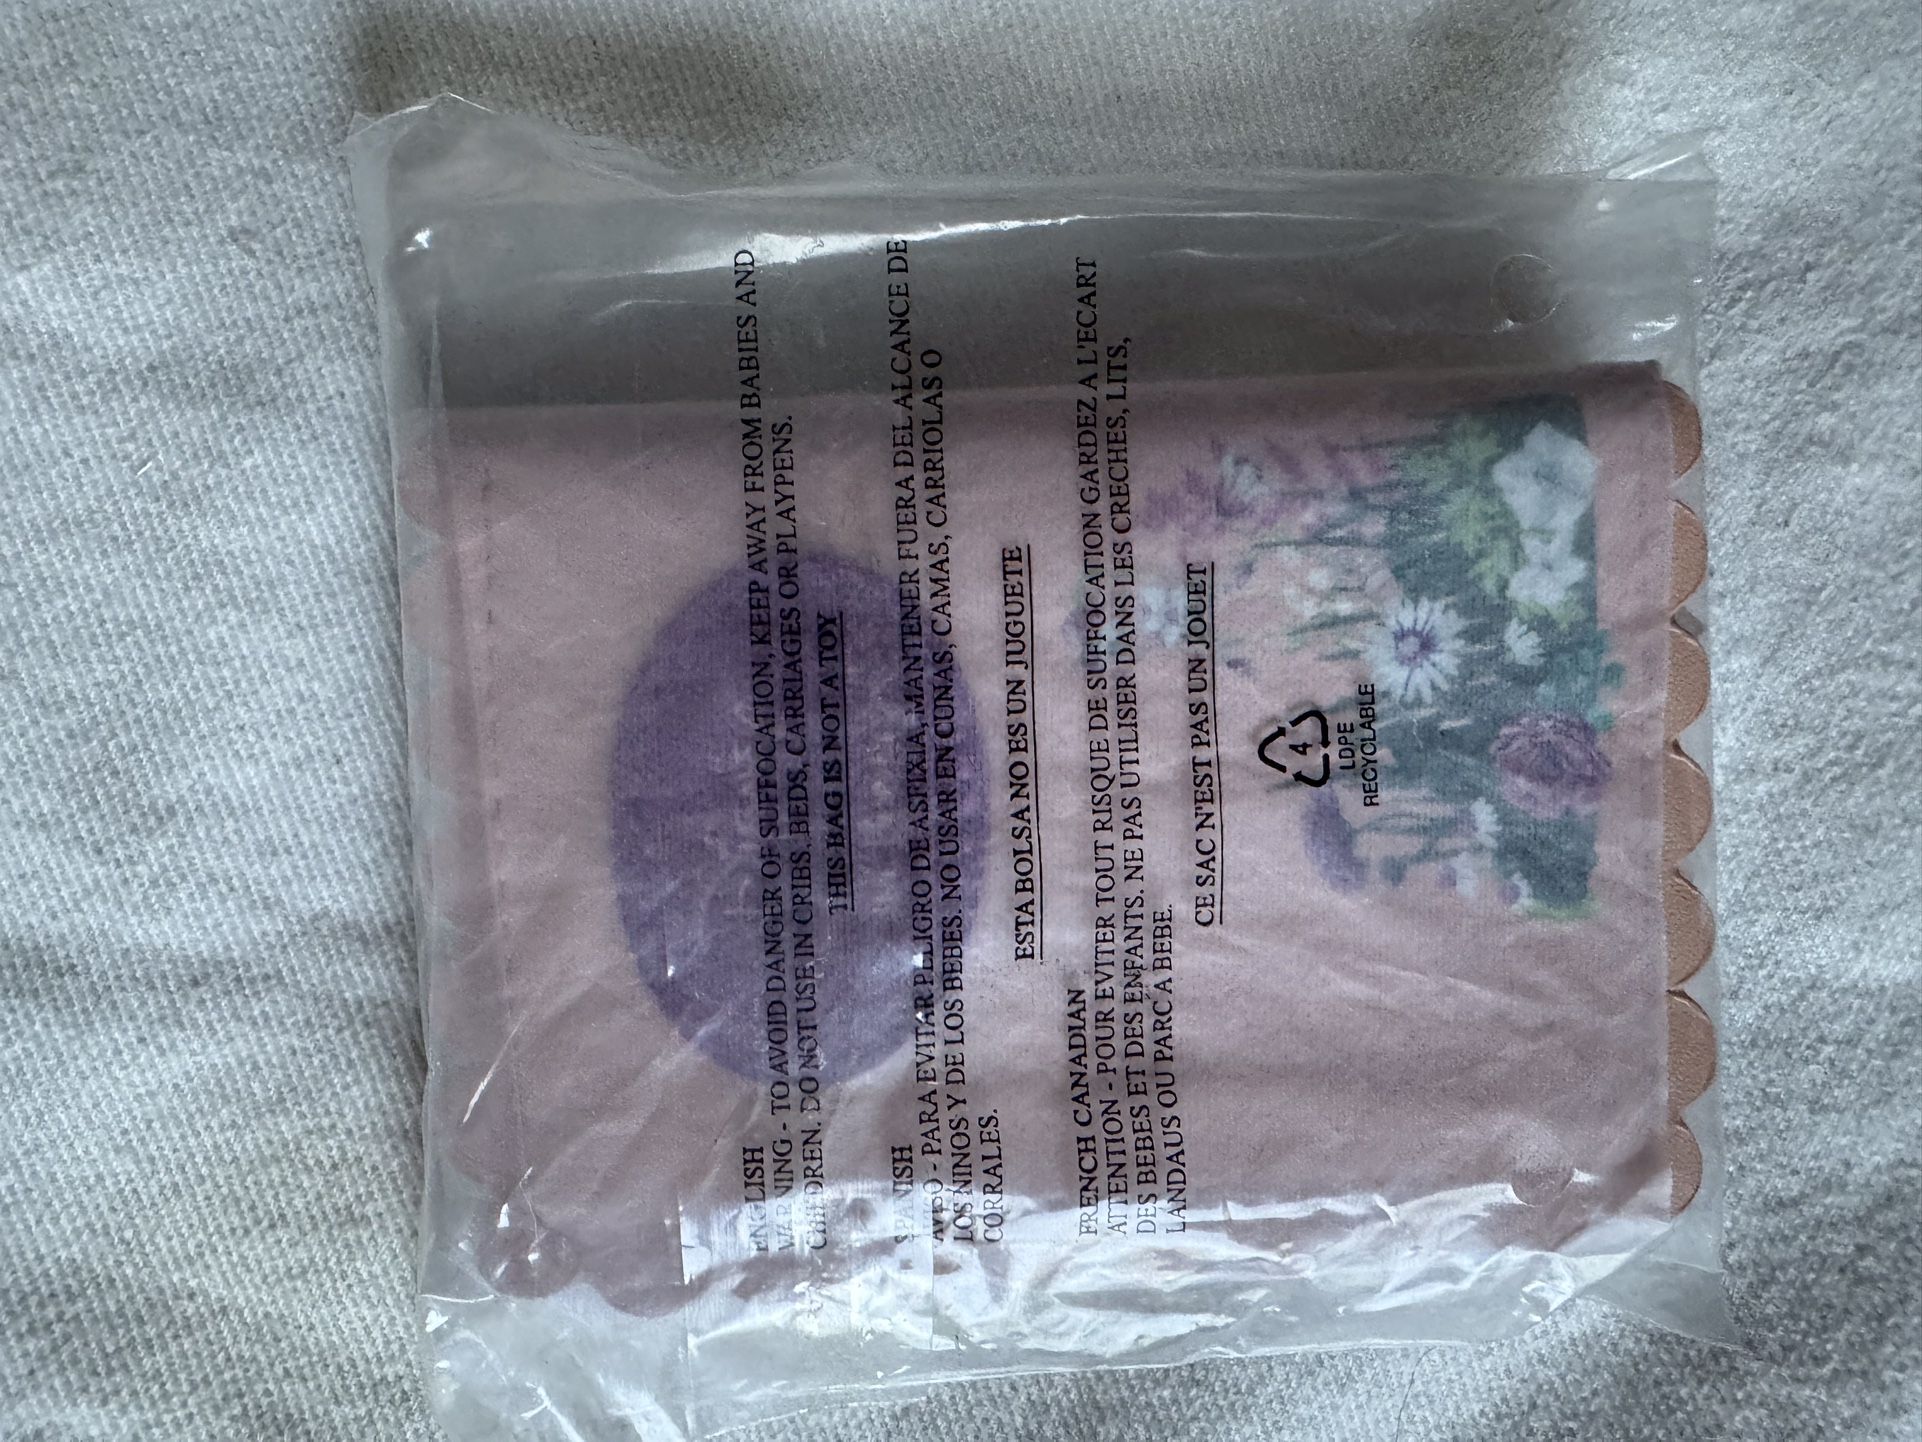 ENGLISH
WARNING - TO AVOID DANGER OF SUFFOCATION, KEEP AWAY FROM BABIES AND
CHILDREN. DO NOT USE IN CRIBS, BEDS, CARRIAGES OR PLAYPENS.
THIS BAG IS NOT A TOY
SPANISH
AVISO - PARA EVITAR PELIGRO DE ASFIXIA, MANTENER FUERA DEL ALCANCE DE
LOS NINOS Y DE LOS BEBES. NO USAR EN CUNAS, CAMAS, CARRIOLAS O
CORRALES.
ESTA BOLSA NO ES UN JUGUETE
FRENCH CANADIAN
ATTENTION - POUR EVITER TOUT RISQUE DE SUFFOCATION GARDEZ A L'ECART
DES BEBES ET DES ENFANTS. NE PAS UTILISER DANS LES CRECHES, LITS,
LANDAUS OU PARC A BEBE.
CE SAC N'EST PAS UN JOUET
4
LDPE
RECYCLABLE